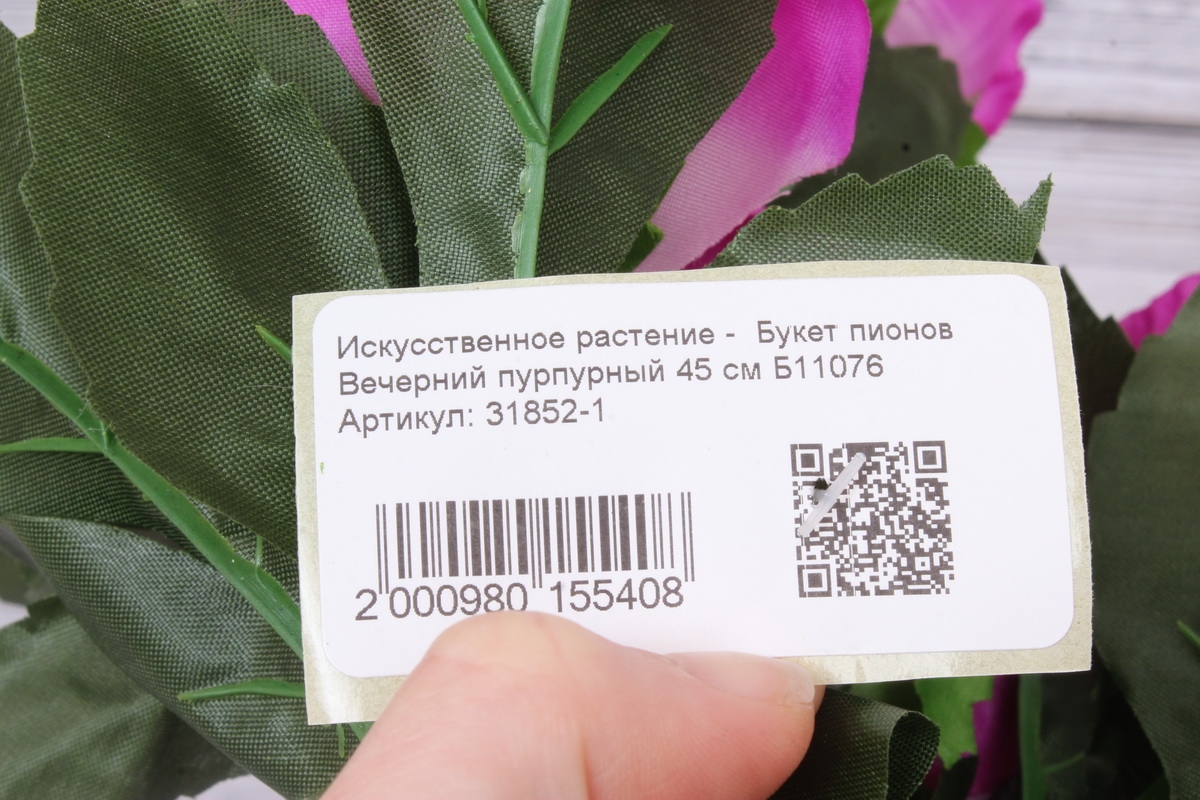 Искусственное растение - Букет пионов
Вечерний пурпурный 45 см Б11076
Артикул: 31852-1
2 000980 155408